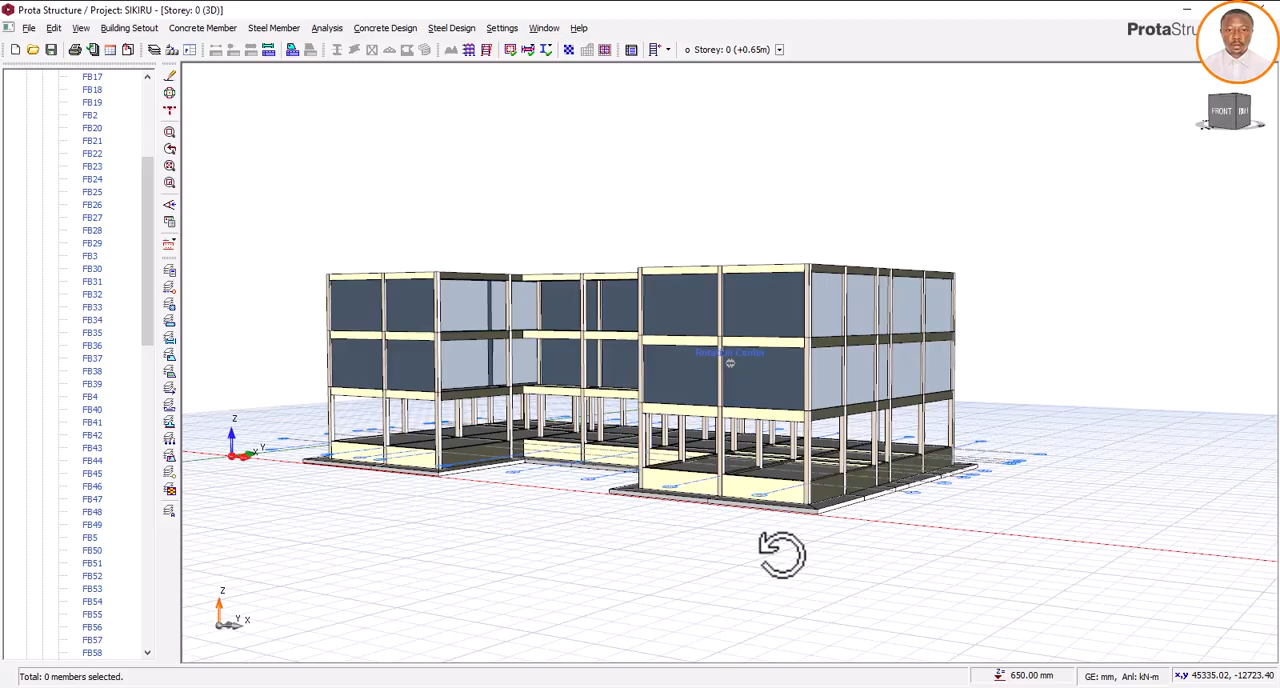 Prota Structure / Project: SIKIRU - [Storey: 0 (3D)]
File Edit View Building Setout Concrete Member Steel Member Analysis Concrete Design Steel Design Settings Window Help
o Storey: 0 (+0.65m)
FRONT
FB17
FB18
FB19
FB2
FB20
FB21
FB22
FB23
FB24
FB25
FB26
FB27
FB28
FB29
FB3
FB30
FB31
FB32
FB33
FB34
FB35
FB36
FB37
FB38
FB39
FB4
FB40
FB41
FB42
FB43
FB44
FB45
FB46
FB47
FB48
FB49
FB5
FB50
FB51
FB52
FB53
FB54
FB55
FB56
FB57
FB58
Rotation Center
Z
X Y
Z
Y X
Total: 0 members selected.
Z= 650.00 mm
GE: mm, Anl: kN-m
x,y 45335.02, -12723.40